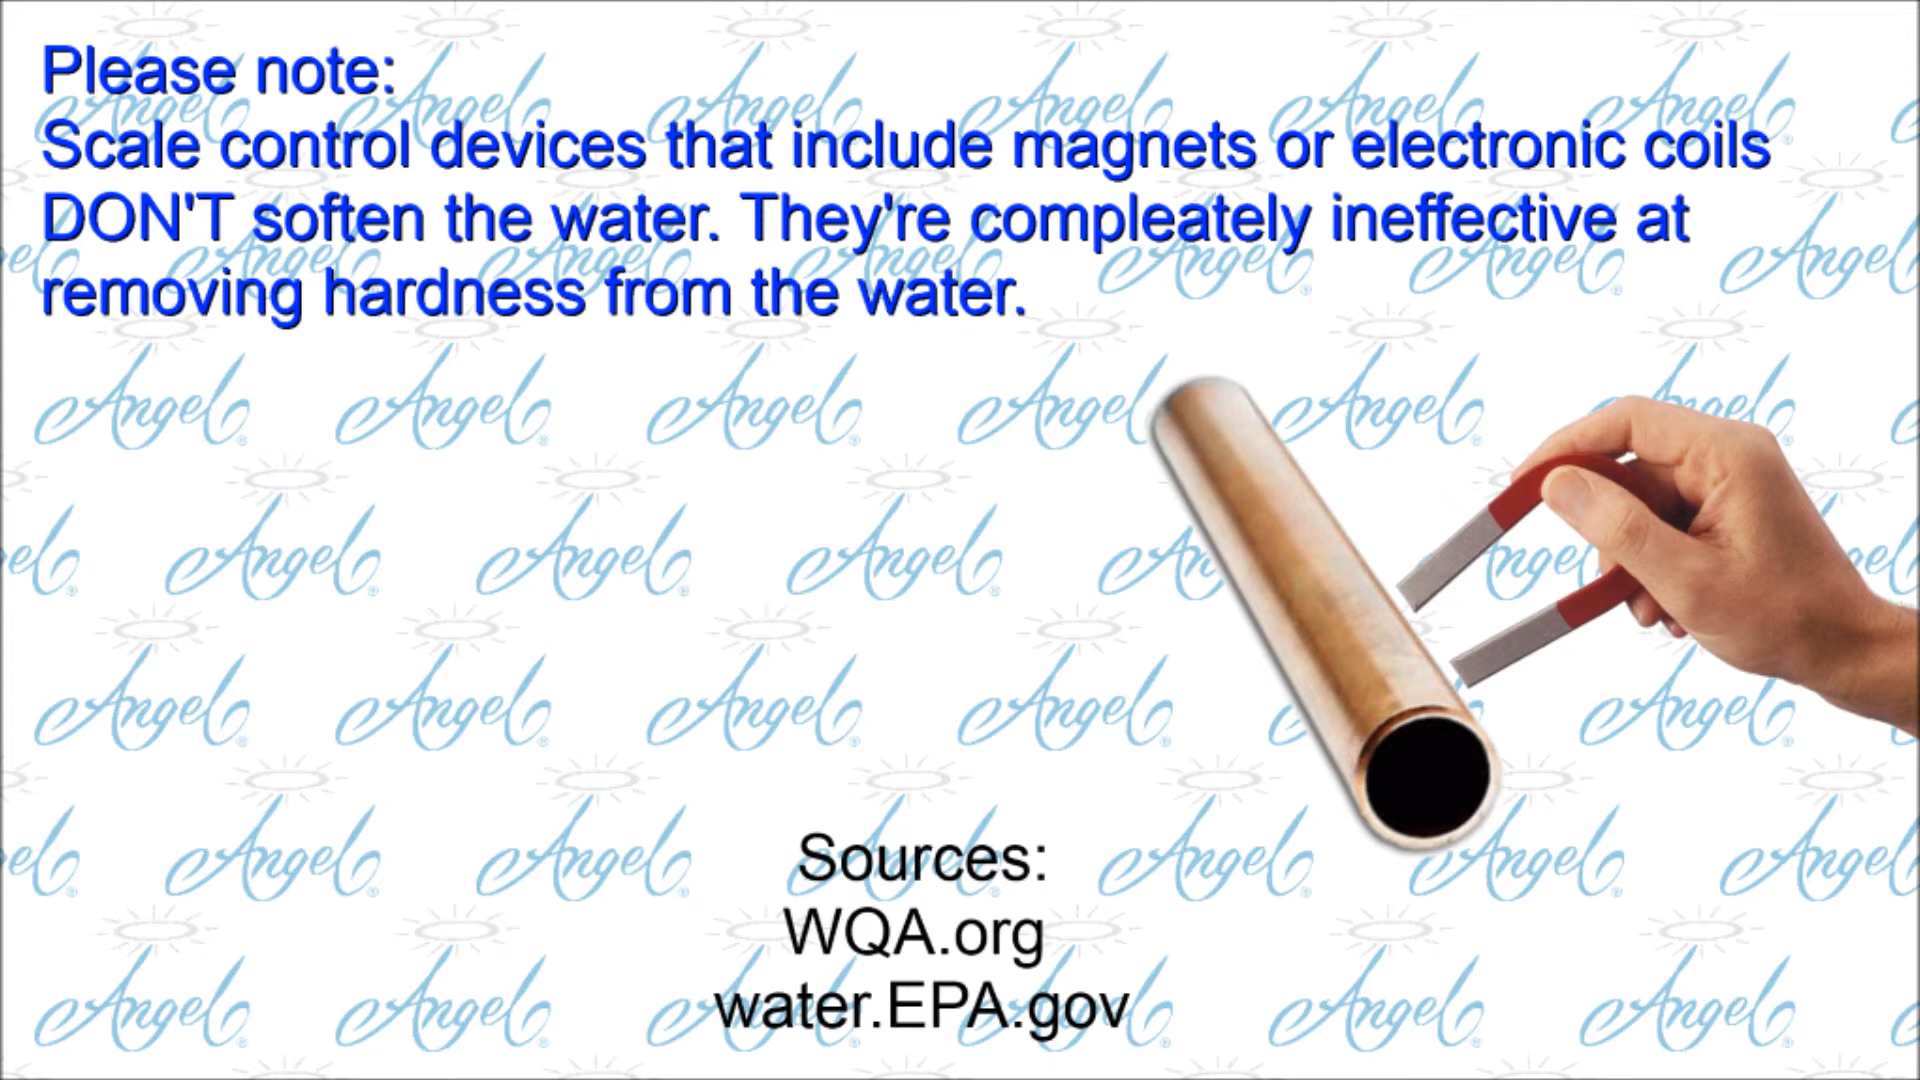 Please note:
Scale control devices that include magnets or electronic coils
DON'T soften the water. They're compleately ineffective at
removing hardness from the water.
Angel
Sources:
WQA.org
water.EPA.gov